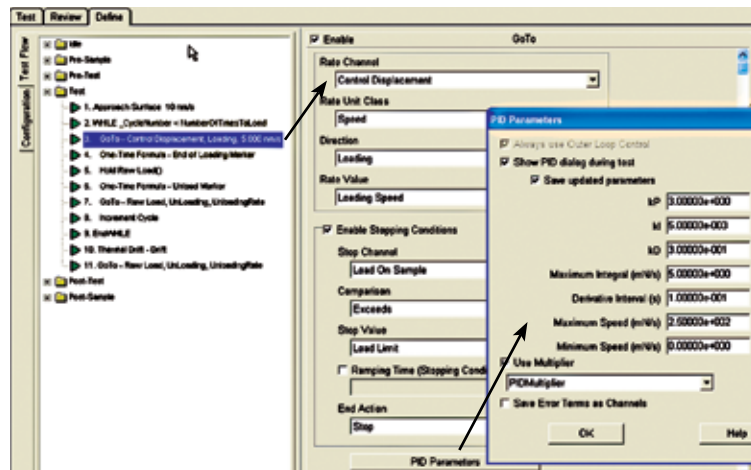 Test Review Define
Configuration Test Flow
Idle
Pre-Sample
Pre-Test
Test
1. Approach Surface 10 nm/s
2. WHILE _CycleNumber < NumberOfTimesToLoad
3. GoTo - Control Displacement, Loading, 5.000 nm/s
4. One-Time Formula - End of Loading Marker
5. Hold Raw Load()
6. One-Time Formula - Unload Marker
7. GoTo - Raw Load, UnLoading, UnloadingRate
8. Increment Cycle
9. EndWHILE
10. Thermal Drift - Drift
11. GoTo - Raw Load, UnLoading, UnloadingRate
Post-Test
Post-Sample
Enable GoTo
Rate Channel
Control Displacement
Rate Unit Class
Speed
Direction
Loading
Rate Value
Loading Speed
Enable Stopping Conditions
Stop Channel
Load On Sample
Comparison
Exceeds
Stop Value
Load Limit
Ramping Time (Stopping Condi
End Action
Stop
PID Parameters
PID Parameters
Always use Outer Loop Control
Show PID dialog during test
Save updated parameters
kP 3.00000e+000
kI 5.00000e-003
kD 3.00000e-001
Maximum Integral (mW/s) 5.00000e+000
Derivative Interval (s) 1.00000e-001
Maximum Speed (mW/s) 2.50000e+002
Minimum Speed (mW/s) 0.00000e+000
Use Multiplier
PIDMultiplier
Save Error Terms as Channels
OK Help